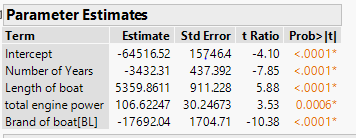 Parameter Estimates
Term Estimate Std Error t Ratio Prob>|t|
Intercept -64516.52 15746.4 -4.10 <.0001*
Number of Years -3432.31 437.392 -7.85 <.0001*
Length of boat 5359.8611 911.228 5.88 <.0001*
total engine power 106.62247 30.24673 3.53 0.0006*
Brand of boat[BL] -17692.04 1704.71 -10.38 <.0001*